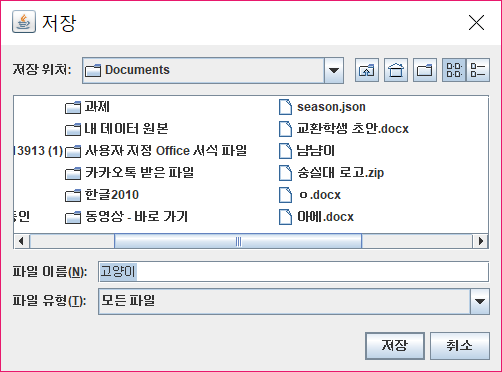 저장
저장 위치: Documents
과제
내 데이터 원본
13913 (1) 사용자 지정 Office 서식 파일
카카오톡 받은 파일
한글2010
인 동영상 - 바로 가기
season.json
교환학생 초안.docx
냠냠이
숭실대 로고.zip
ㅇ.docx
아예.docx
파일 이름(N): 고양이
파일 유형(T): 모든 파일
저장 취소